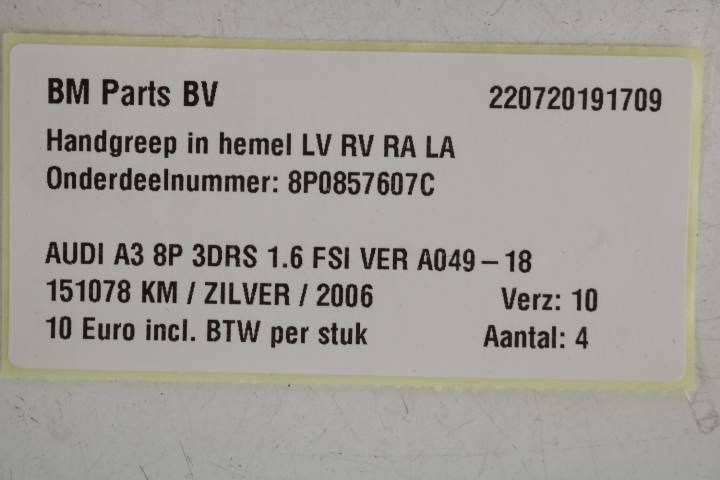 BM Parts BV 220720191709
Handgreep in hemel LV RV RA LA
Onderdeelnummer: 8P0857607C
AUDI A3 8P 3DRS 1.6 FSI VER A049 – 18
151078 KM / ZILVER / 2006 Verz: 10
10 Euro incl. BTW per stuk Aantal: 4